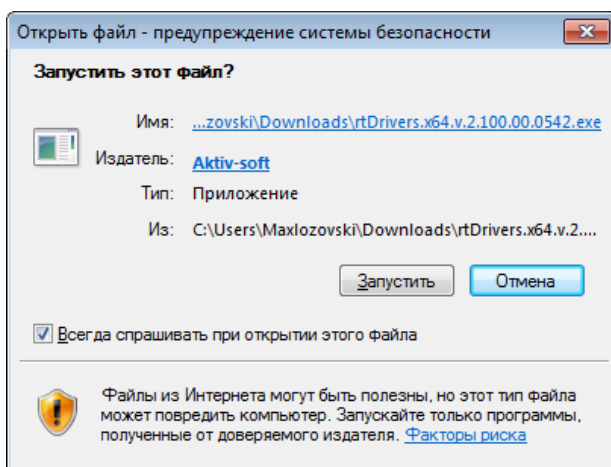 Открыть файл - предупреждение системы безопасности
Запустить этот файл?
Имя: ...zovski\Downloads\rtDrivers.x64.v.2.100.00.0542.exe
Издатель: Aktiv-soft
Тип: Приложение
Из: C:\Users\Maxlozovski\Downloads\rtDrivers.x64.v.2....
Запустить Отмена
Всегда спрашивать при открытии этого файла
Файлы из Интернета могут быть полезны, но этот тип файла
может повредить компьютер. Запускайте только программы,
полученные от доверяемого издателя. Факторы риска